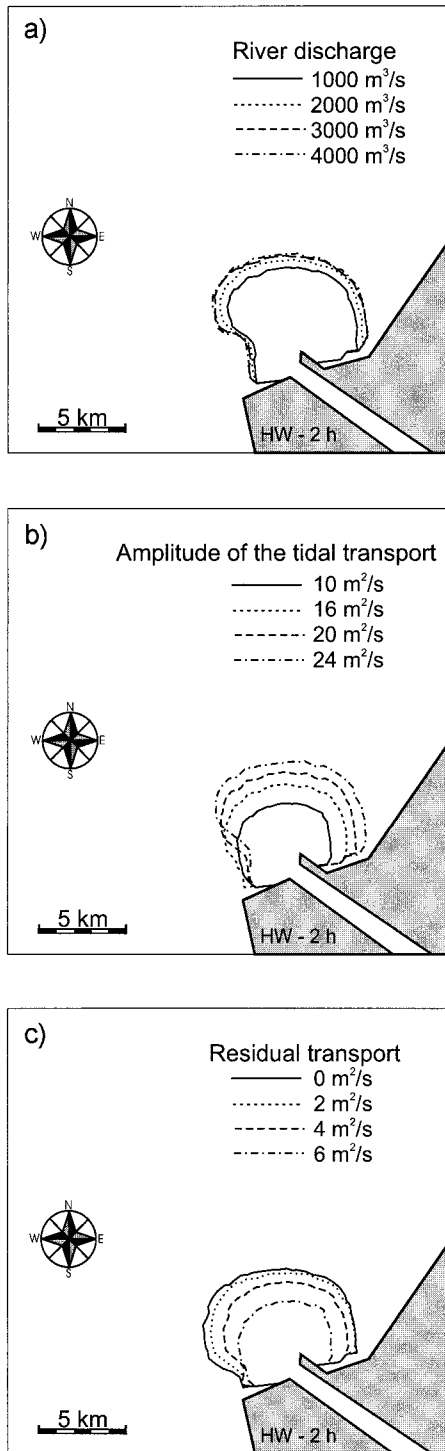 a)
River discharge
1000 m³/s
2000 m³/s
3000 m³/s
4000 m³/s
N
W E
S
5 km
HW - 2 h
b)
Amplitude of the tidal transport
10 m²/s
16 m²/s
20 m²/s
24 m²/s
N
W E
S
5 km
HW - 2 h
c)
Residual transport
0 m²/s
2 m²/s
4 m²/s
6 m²/s
N
W E
S
5 km
HW - 2 h